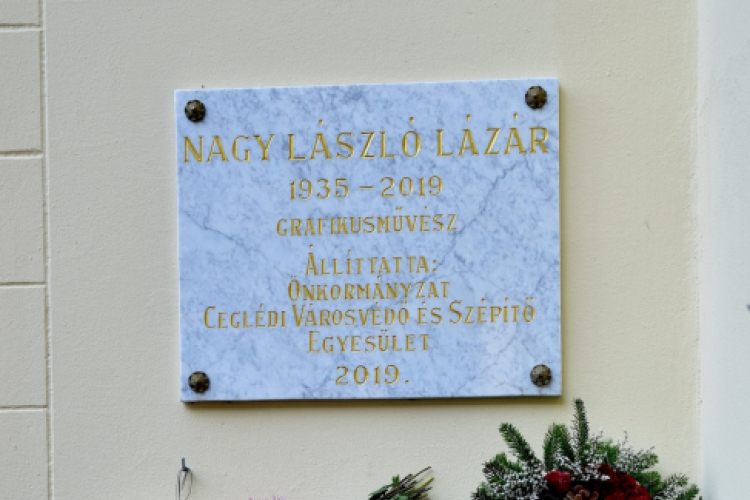 NAGY LÁSZLÓ LÁZÁR
1935 – 2019
GRAFIKUSMŰVÉSZ
ÁLLÍTTATTA:
ÖNKORMÁNYZAT
CEGLÉDI VÁROSVÉDŐ ÉS SZÉPÍTŐ
EGYESÜLET
2019.